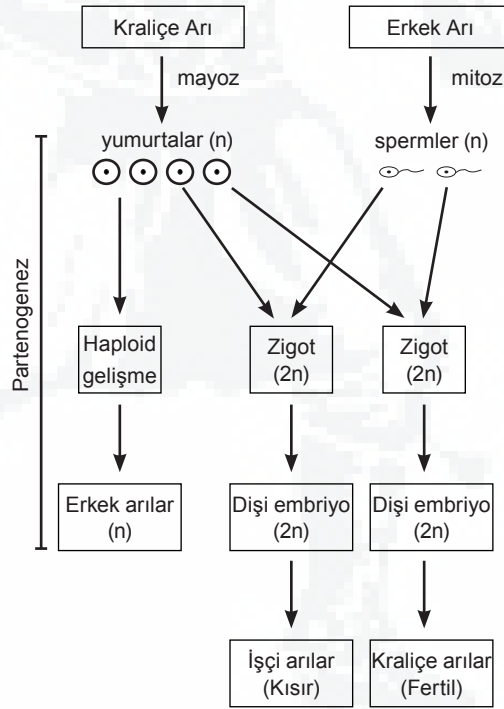 Kraliçe Arı
Erkek Arı
mayoz
mitoz
yumurtalar (n)
spermler (n)
Partenogenez
Haploid
gelişme
Zigot
(2n)
Zigot
(2n)
Erkek arılar
(n)
Dişi embriyo
(2n)
Dişi embriyo
(2n)
İşçi arılar
(Kısır)
Kraliçe arılar
(Fertil)